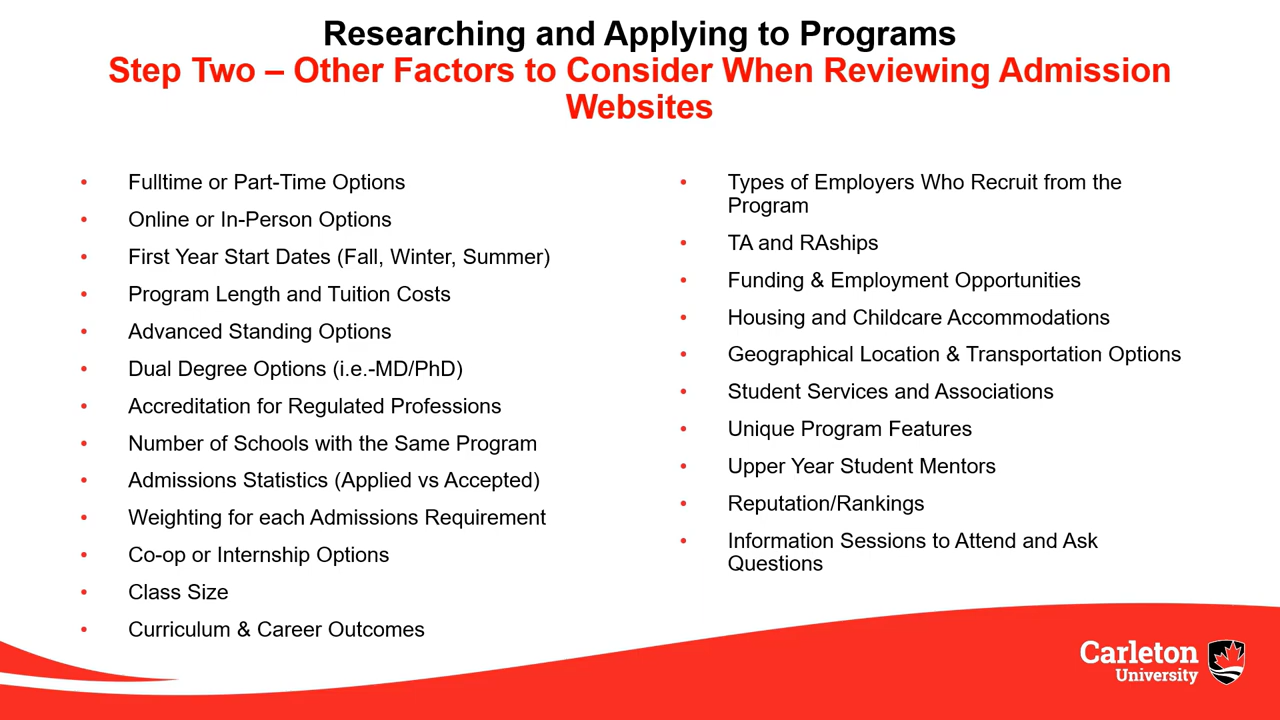 Researching and Applying to Programs
Step Two – Other Factors to Consider When Reviewing Admission
Websites
• Fulltime or Part-Time Options
• Online or In-Person Options
• First Year Start Dates (Fall, Winter, Summer)
• Program Length and Tuition Costs
• Advanced Standing Options
• Dual Degree Options (i.e.-MD/PhD)
• Accreditation for Regulated Professions
• Number of Schools with the Same Program
• Admissions Statistics (Applied vs Accepted)
• Weighting for each Admissions Requirement
• Co-op or Internship Options
• Class Size
• Curriculum & Career Outcomes
• Types of Employers Who Recruit from the
Program
• TA and RAships
• Funding & Employment Opportunities
• Housing and Childcare Accommodations
• Geographical Location & Transportation Options
• Student Services and Associations
• Unique Program Features
• Upper Year Student Mentors
• Reputation/Rankings
• Information Sessions to Attend and Ask
Questions
Carleton
University